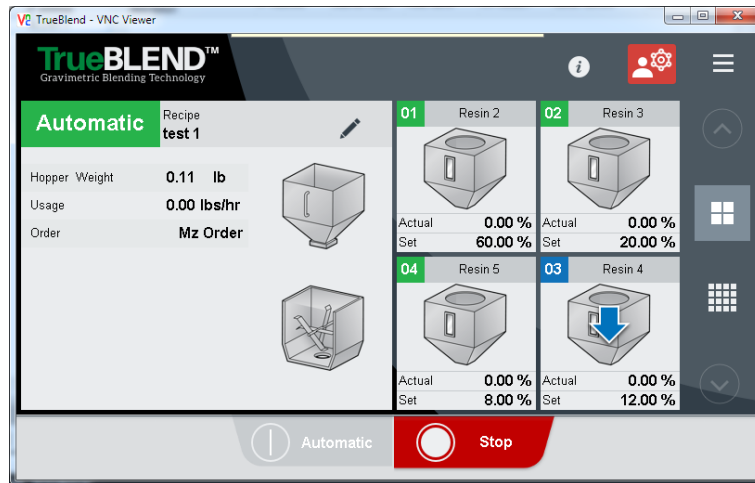 TrueBlend - VNC Viewer
TrueBLEND™
Gravimetric Blending Technology
Automatic
Recipe
test 1
Hopper Weight 0.11 lb
Usage 0.00 lbs/hr
Order Mz Order
01 Resin 2
Actual 0.00 %
Set 60.00 %
02 Resin 3
Actual 0.00 %
Set 20.00 %
04 Resin 5
Actual 0.00 %
Set 8.00 %
03 Resin 4
Actual 0.00 %
Set 12.00 %
Automatic
Stop